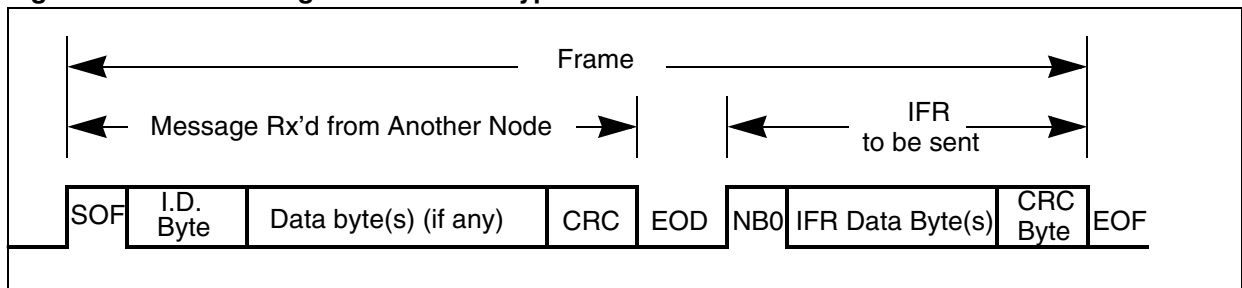 Frame
Message Rx'd from Another Node
IFR
to be sent
SOF
I.D.
Byte
Data byte(s) (if any)
CRC
EOD
NB0
IFR Data Byte(s)
CRC
Byte
EOF